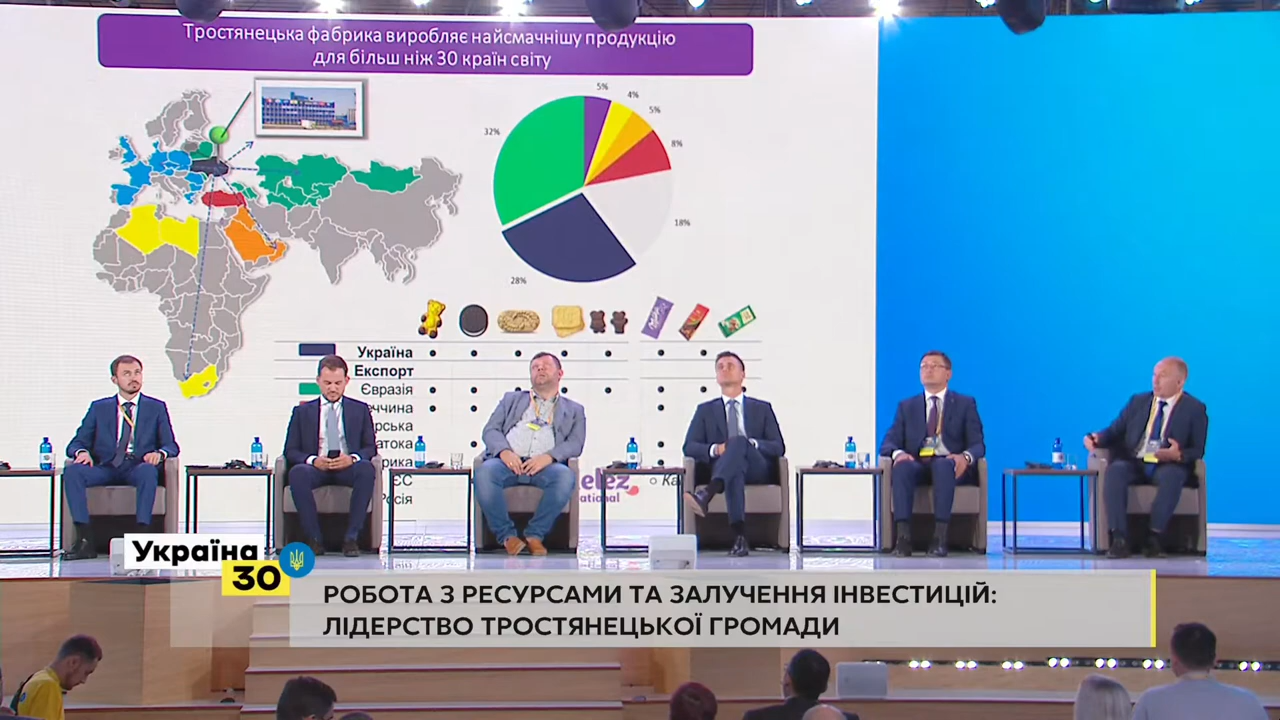 Тростянецька фабрика виробляє найсмачнішу продукцію
для більш ніж 30 країн світу
5%
4%
5%
32%
8%
18%
28%
Україна
Експорт
Євразія
ЄС
Росія
Україна
30
РОБОТА З РЕСУРСАМИ ТА ЗАЛУЧЕННЯ ІНВЕСТИЦІЙ:
ЛІДЕРСТВО ТРОСТЯНЕЦЬКОЇ ГРОМАДИ